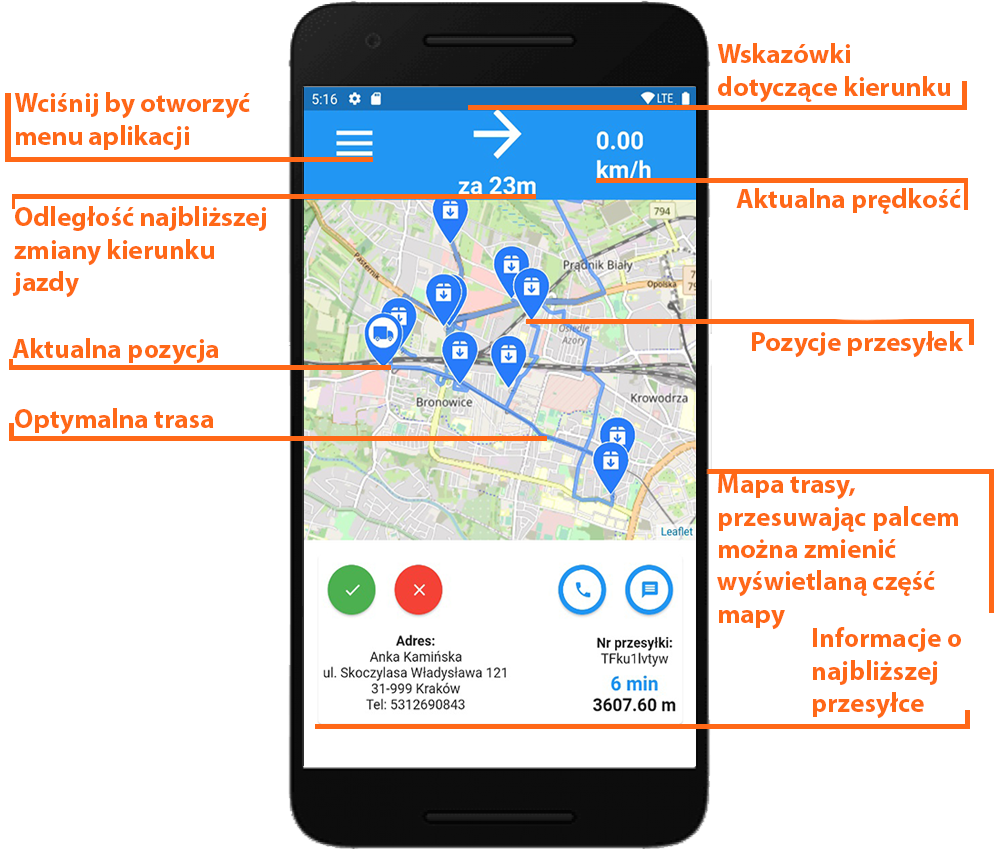 Wciśnij by otworzyć
menu aplikacji
Odległość najbliższej
zmiany kierunku
jazdy
Aktualna pozycja
Optymalna trasa
5:16
LTE
za 23m
0.00
km/h
794
Prądnik Biały
Pasternik
Opolska
Osiedle
Azory
Bronowice
Krowodrza
Leaflet
Adres:
Anka Kamińska
ul. Skoczylasa Władysława 121
31-999 Kraków
Tel: 5312690843
Nr przesyłki:
TFku1lvtyw
6 min
3607.60 m
Wskazówki
dotyczące kierunku
Aktualna prędkość
Pozycje przesyłek
Mapa trasy,
przesuwając palcem
można zmienić
wyświetlaną część
mapy
Informacje o
najbliższej
przesyłce